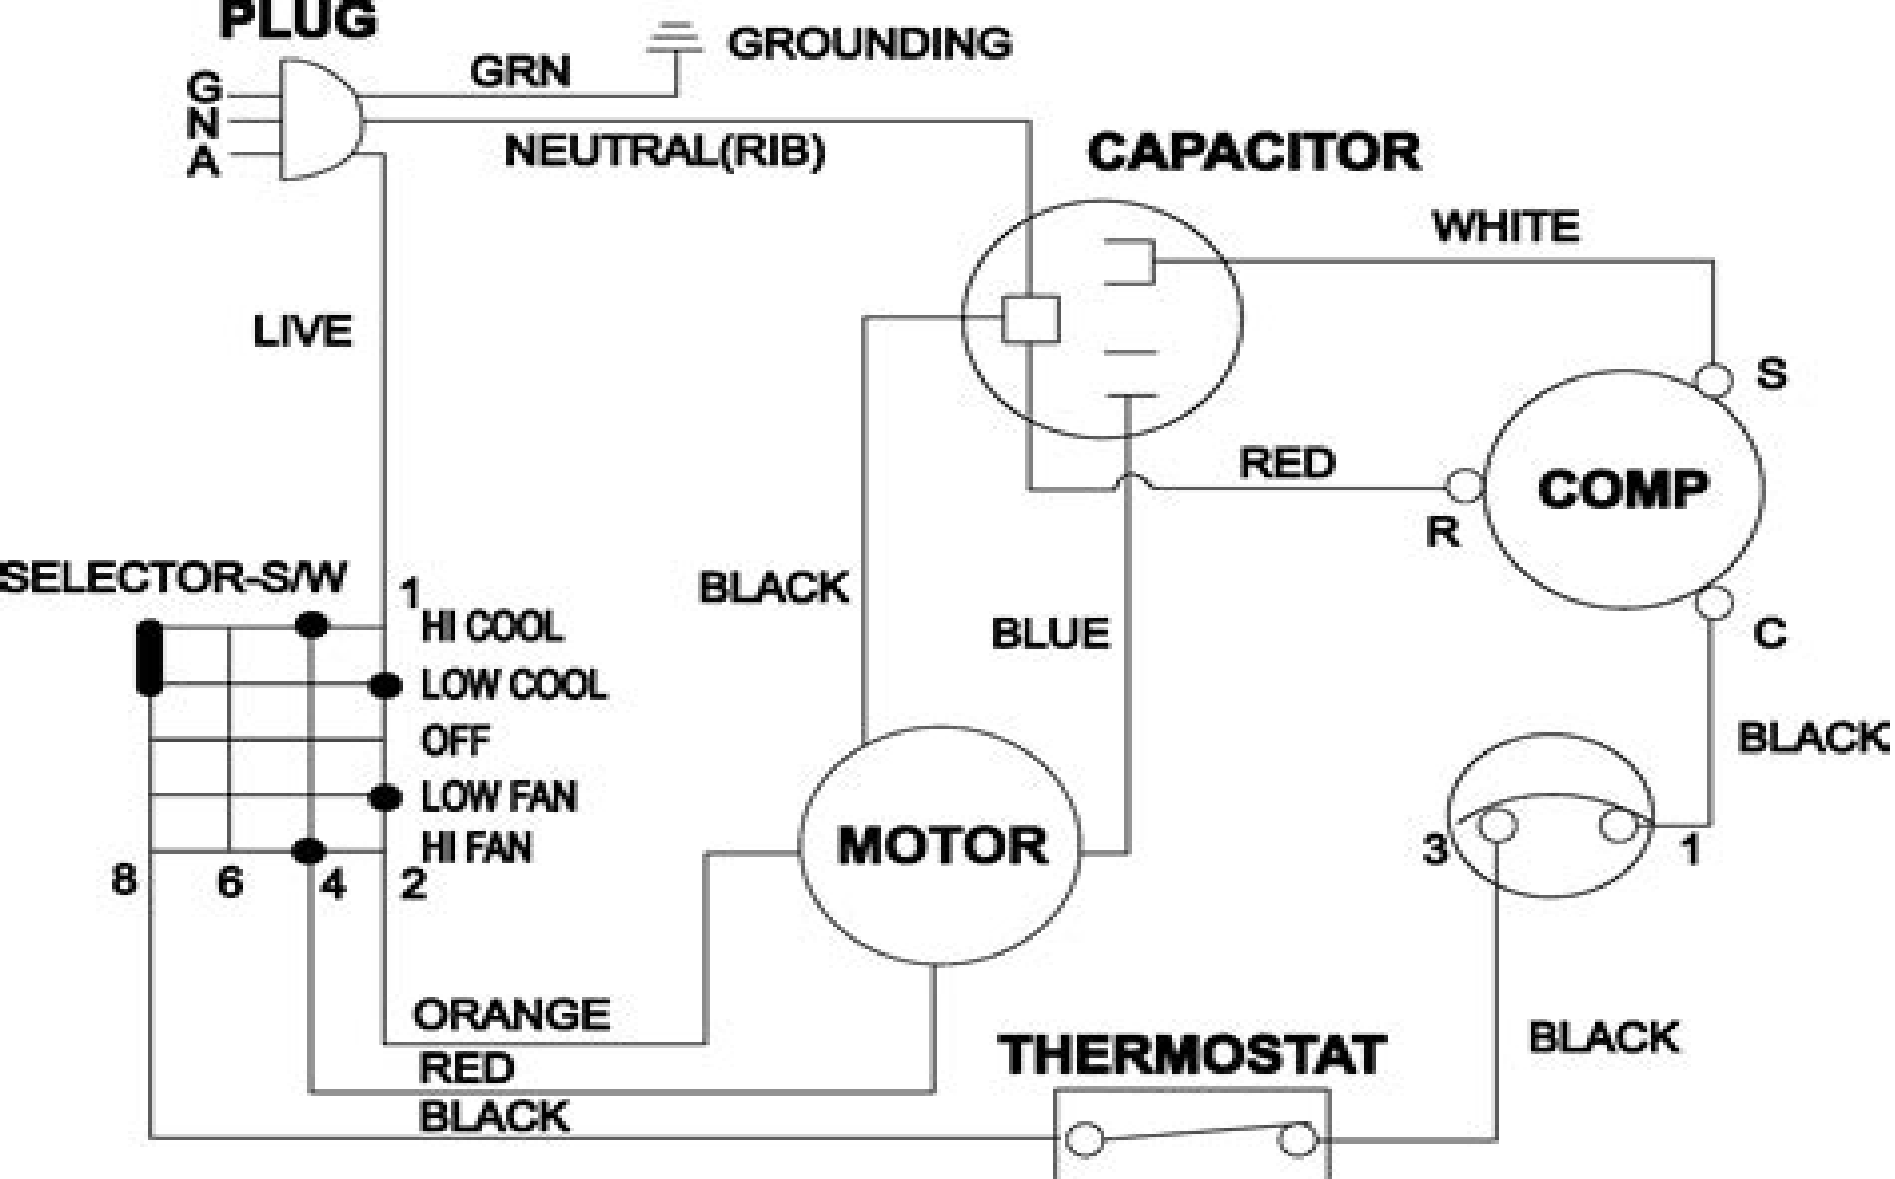 PLUG
GROUNDING
GRN
G
N
A
NEUTRAL(RIB)
CAPACITOR
WHITE
LIVE
S
RED
COMP
R
SELECTOR-S/W
1
BLACK
HI COOL
BLUE
C
LOW COOL
OFF
BLACK
LOW FAN
HI FAN
MOTOR
3
1
8
6
4
2
ORANGE
BLACK
RED
THERMOSTAT
BLACK